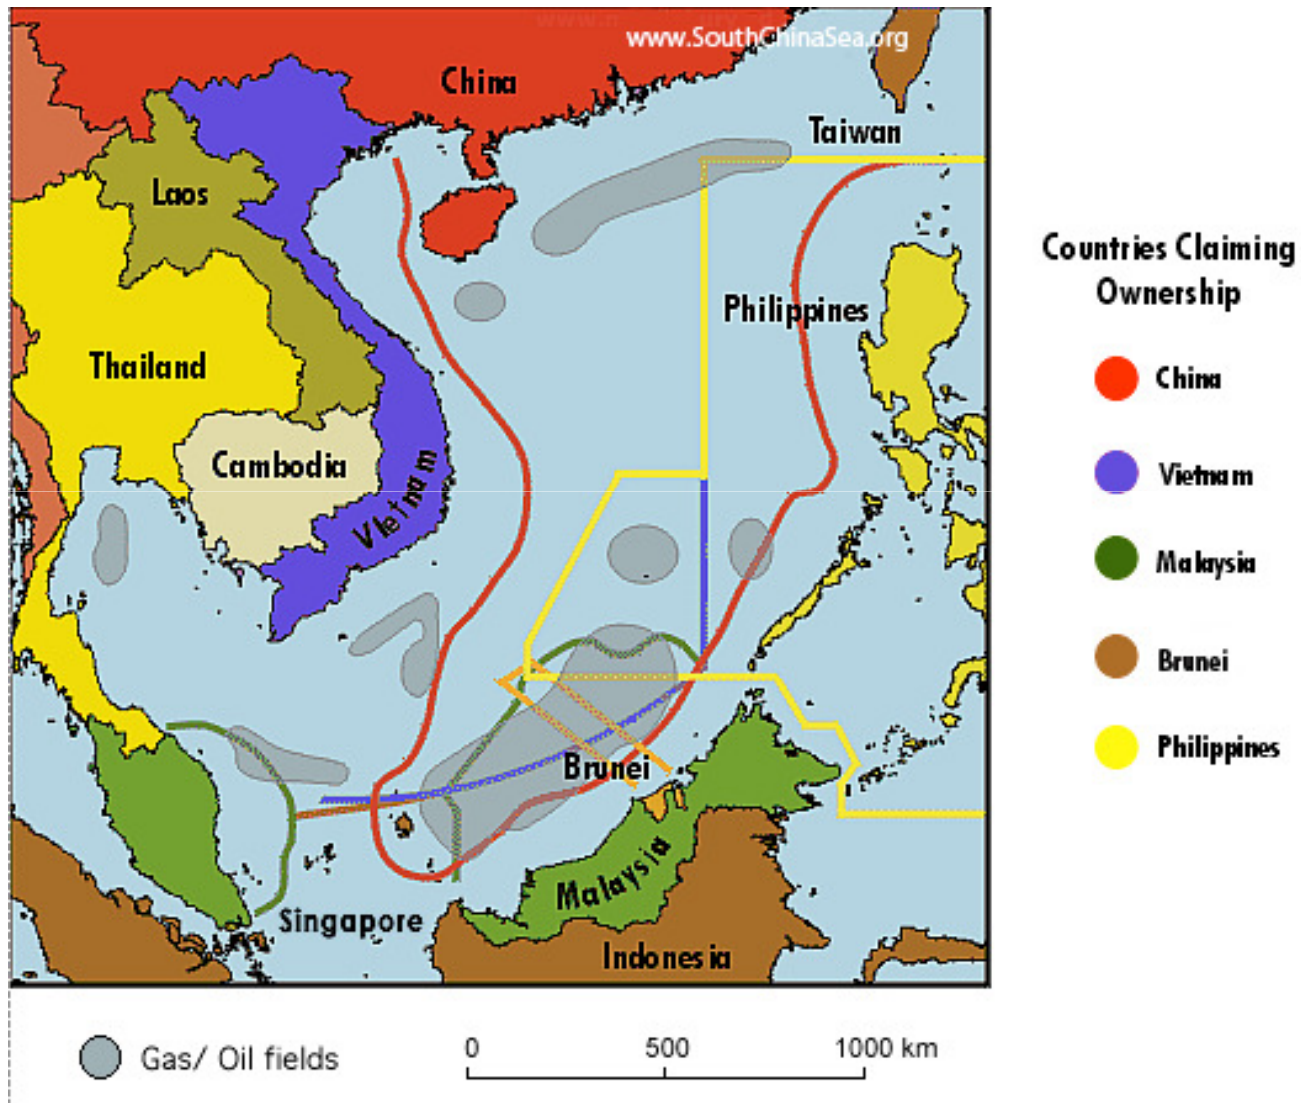 www.SouthChinaSea.org
China
Taiwan
Laos
Countries Claiming
Ownership
Philippines
Thailand
China
Cambodia
Vietnam
Vietnam
Malaysia
Brunei
Brunei
Philippines
Malaysia
Singapore
Indonesia
Gas/ Oil fields
0 500 1000 km